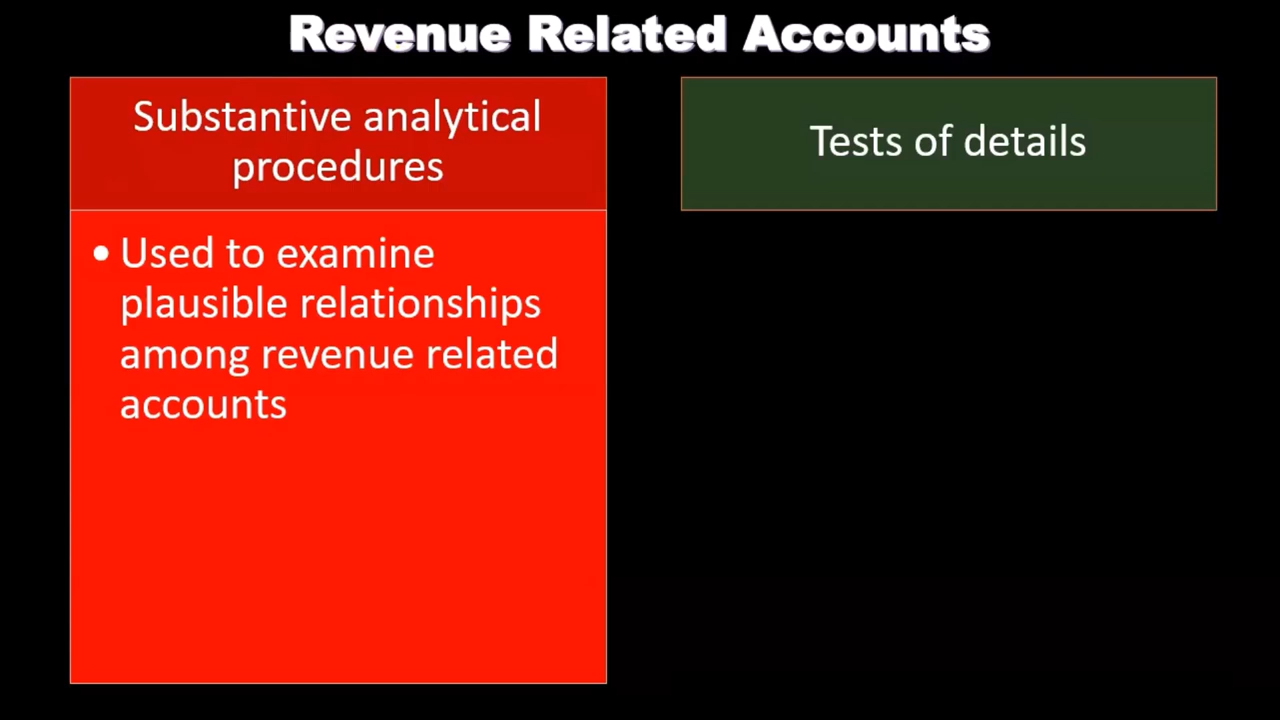 Revenue Related Accounts
Substantive analytical
procedures
• Used to examine
plausible relationships
among revenue related
accounts
Tests of details